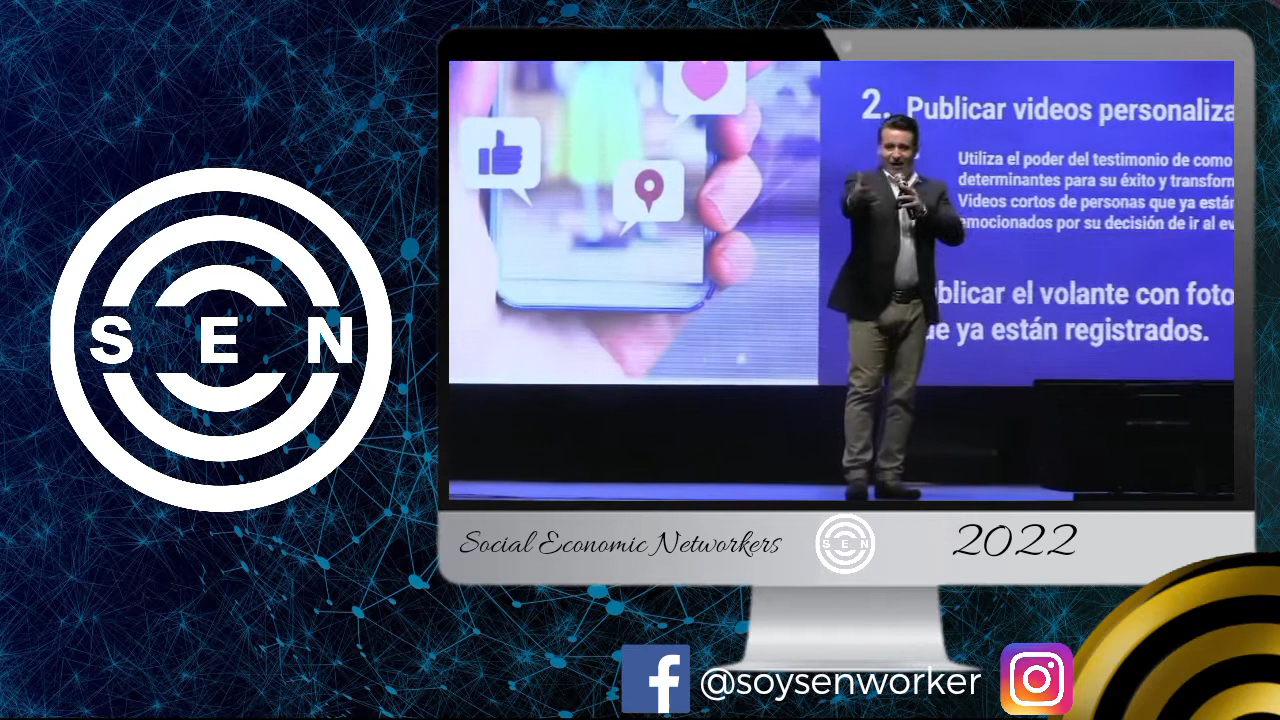 S E N
2. Publicar videos personaliza
Utiliza el poder del testimonio de como
determinantes para su éxito y transforn
Videos cortos de personas que ya están
emocionados por su decisión de ir al ev
blicar el volante con foto
ue ya están registrados.
Social Economic Networkers
S E N
2022
@soysenworker